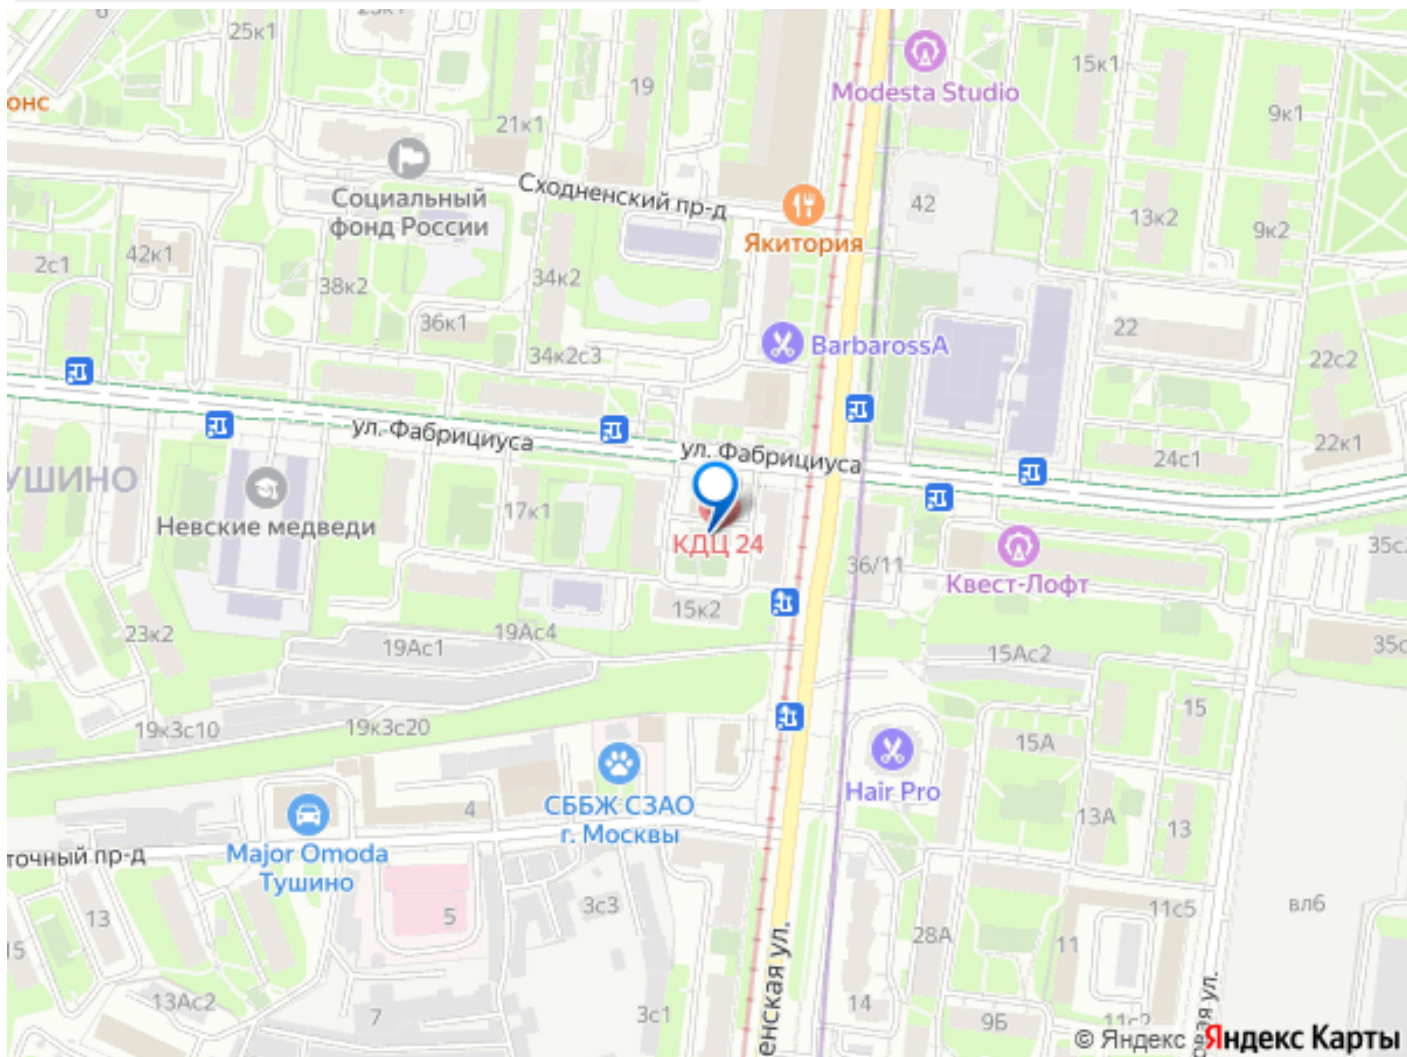 25к1
19
21к1
15к1
9к1
Modesta Studio
онс
Социальный
фонд России
Сходненский пр-д
Якитория
42
13к2
9к2
2с1
42к1
38к2
34к2
36к1
34к2с3
BarbarossA
22
22с2
22к1
24с1
ул. Фабрициуса
ул. Фабрициуса
УШИНО
Невские медведи
17к1
КДЦ 24
36/11
Квест-Лофт
35с
15к2
23к2
19Ас1
19Ас4
15Ас2
35с
19к3с10
19к3с20
15
15А
Hair Pro
СББЖ СЗАО
г. Москвы
4
13А
13
точный пр-д
Major Omoda
Тушино
13
5
3с3
28А
11с5
11
вл6
15
13Ас2
7
3с1
14
9Б
11с2
енская ул.
овая ул.
© Яндекс Яндекс Карты